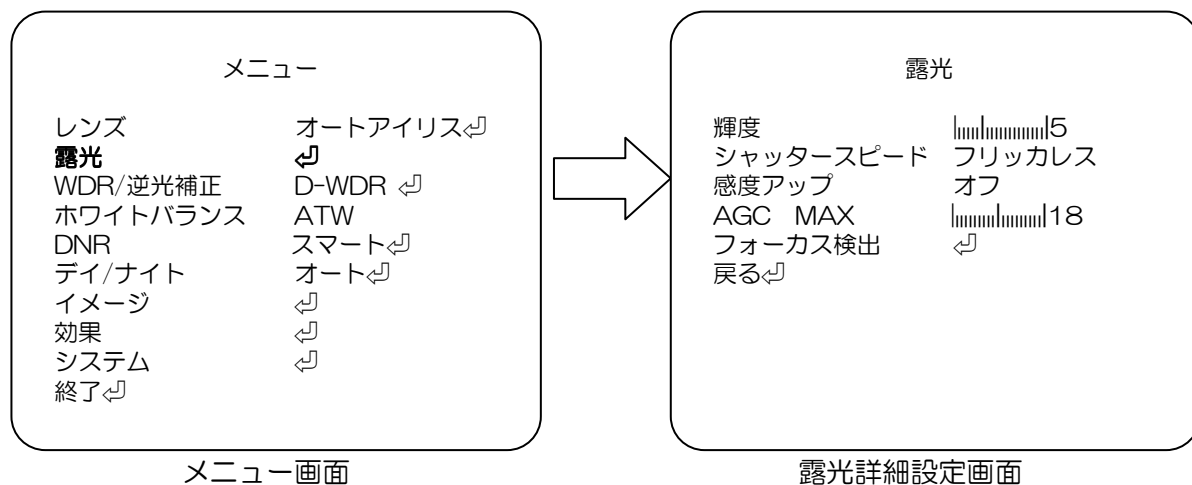 メニュー
レンズ オートアイリス⏎
露光 ⏎
WDR/逆光補正 D-WDR ⏎
ホワイトバランス ATW
DNR スマート⏎
デイ/ナイト オート⏎
イメージ ⏎
効果 ⏎
システム ⏎
終了⏎
メニュー画面
露光
輝度 5
シャッタースピード フリッカレス
感度アップ オフ
AGC MAX 18
フォーカス検出 ⏎
戻る⏎
露光詳細設定画面